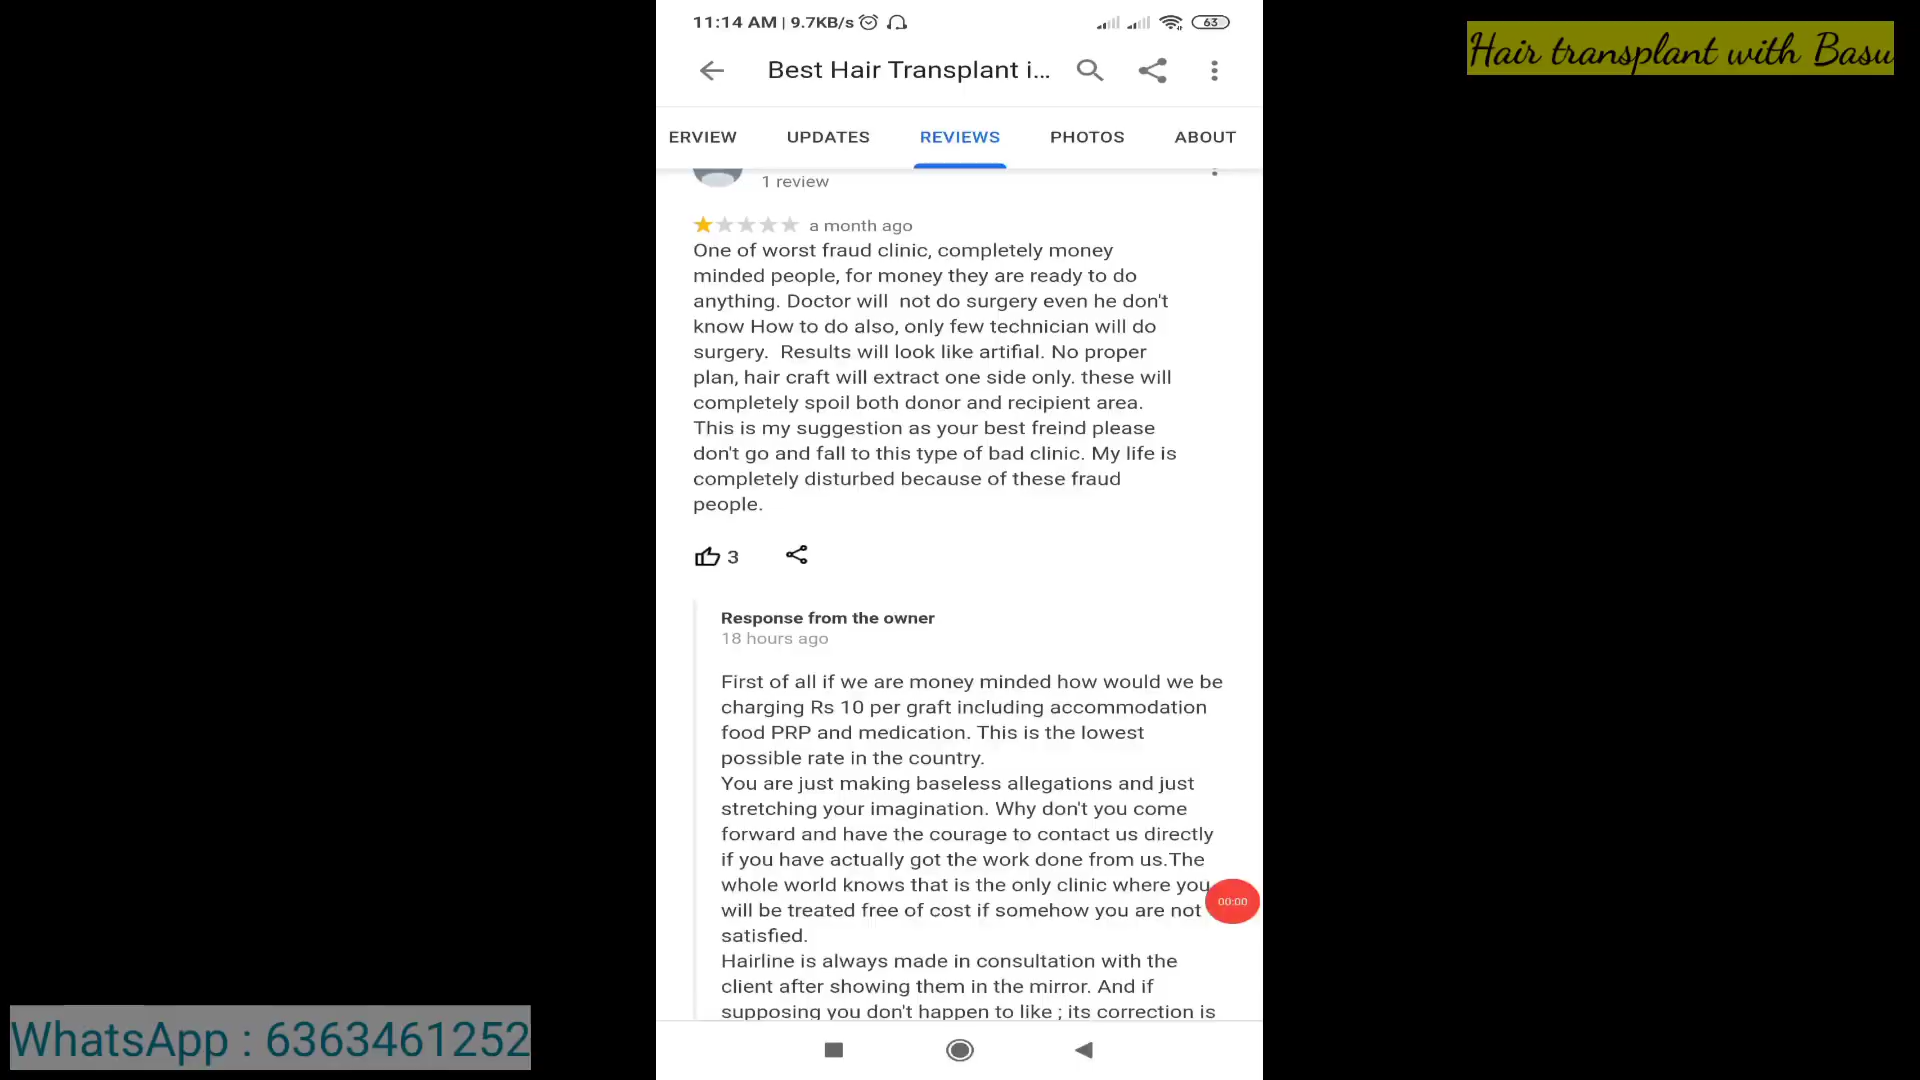 11:14 AM | 9.7KB/s
63
Hair transplant with Basu
Best Hair Transplant i...
ERVIEW UPDATES REVIEWS PHOTOS ABOUT
1 review
a month ago
One of worst fraud clinic, completely money
minded people, for money they are ready to do
anything. Doctor will  not do surgery even he don't
know How to do also, only few technician will do
surgery.  Results will look like artifial. No proper
plan, hair craft will extract one side only. these will
completely spoil both donor and recipient area.
This is my suggestion as your best freind please
don't go and fall to this type of bad clinic. My life is
completely disturbed because of these fraud
people.
3
Response from the owner
18 hours ago
First of all if we are money minded how would we be
charging Rs 10 per graft including accommodation
food PRP and medication. This is the lowest
possible rate in the country.
You are just making baseless allegations and just
stretching your imagination. Why don't you come
forward and have the courage to contact us directly
if you have actually got the work done from us.The
whole world knows that is the only clinic where you
will be treated free of cost if somehow you are not
satisfied.
00:00
Hairline is always made in consultation with the
client after showing them in the mirror. And if
supposing you don't happen to like ; its correction is
WhatsApp : 6363461252